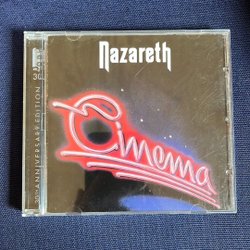 Nazareth
Cinema
30th ANNIVERSARY EDITION